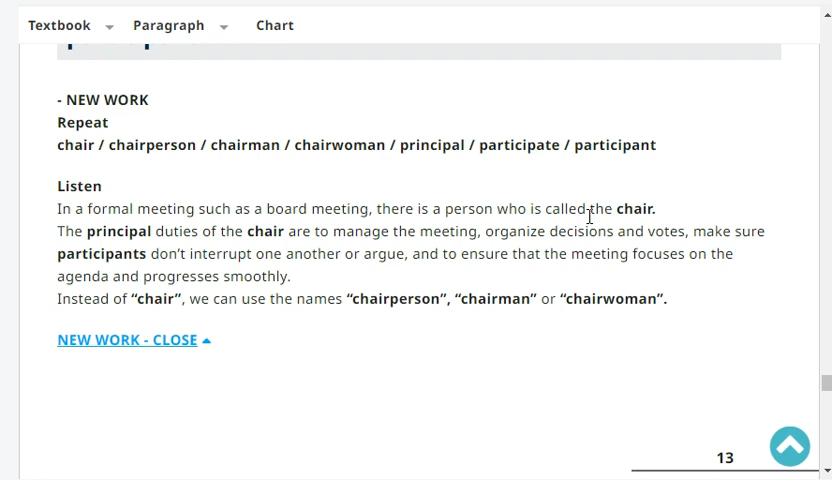 Textbook Paragraph Chart
- NEW WORK
Repeat
chair / chairperson / chairman / chairwoman / principal / participate / participant
Listen
In a formal meeting such as a board meeting, there is a person who is called the chair.
The principal duties of the chair are to manage the meeting, organize decisions and votes, make sure
participants don’t interrupt one another or argue, and to ensure that the meeting focuses on the
agenda and progresses smoothly.
Instead of “chair”, we can use the names “chairperson”, “chairman” or “chairwoman”.
NEW WORK - CLOSE
13